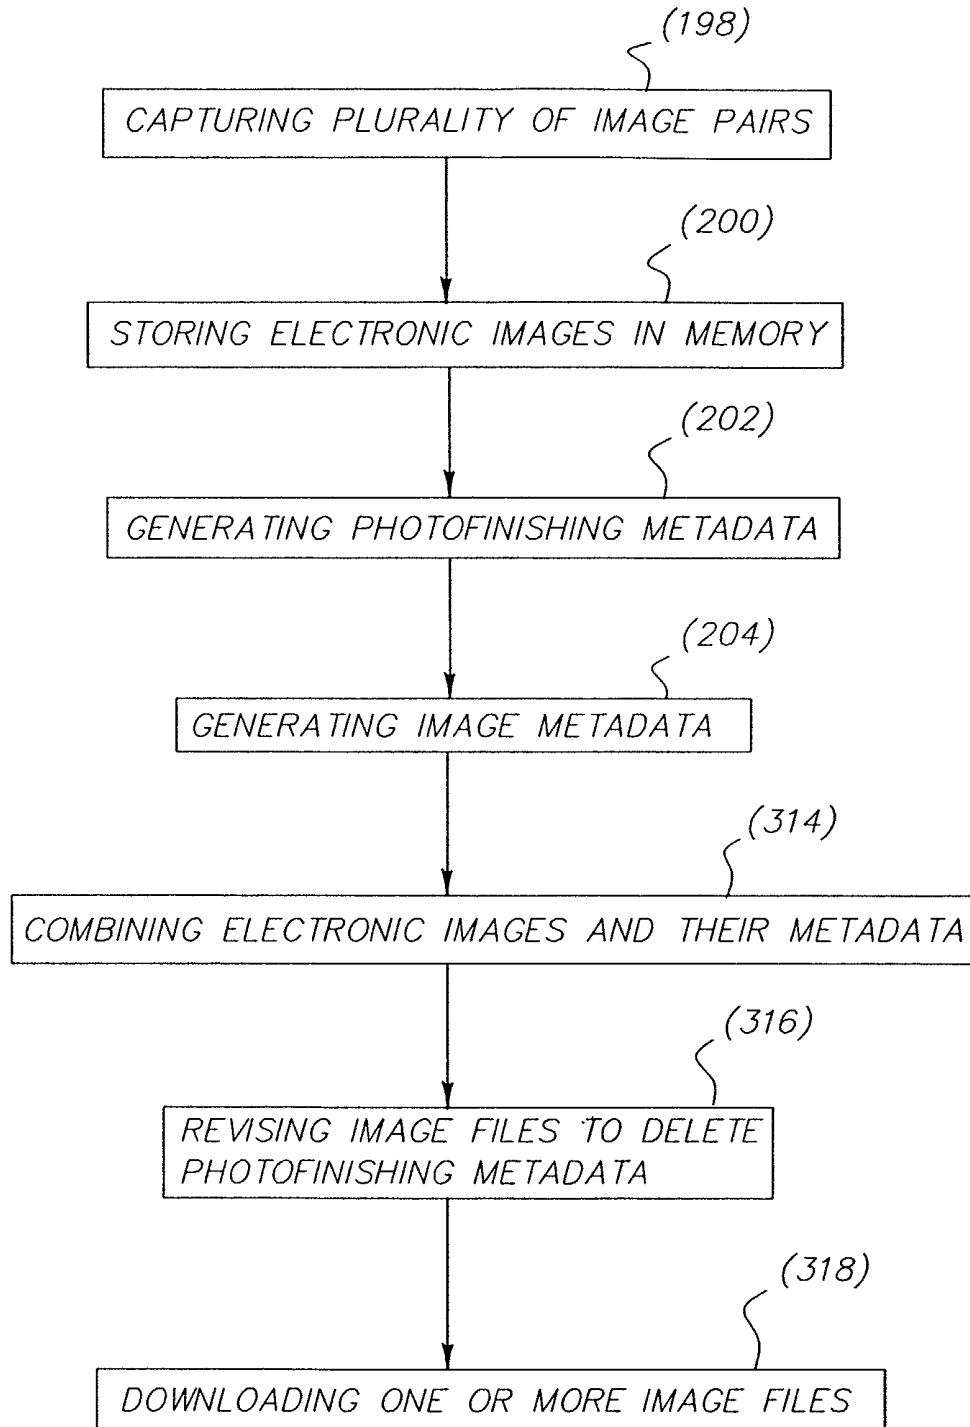 (198)
CAPTURING PLURALITY OF IMAGE PAIRS
(200)
STORING ELECTRONIC IMAGES IN MEMORY
(202)
GENERATING PHOTOFINISHING METADATA
(204)
GENERATING IMAGE METADATA
(314)
COMBINING ELECTRONIC IMAGES AND THEIR METADATA
(316)
REVISING IMAGE FILES TO DELETE
PHOTOFINISHING METADATA
(318)
DOWNLOADING ONE OR MORE IMAGE FILES